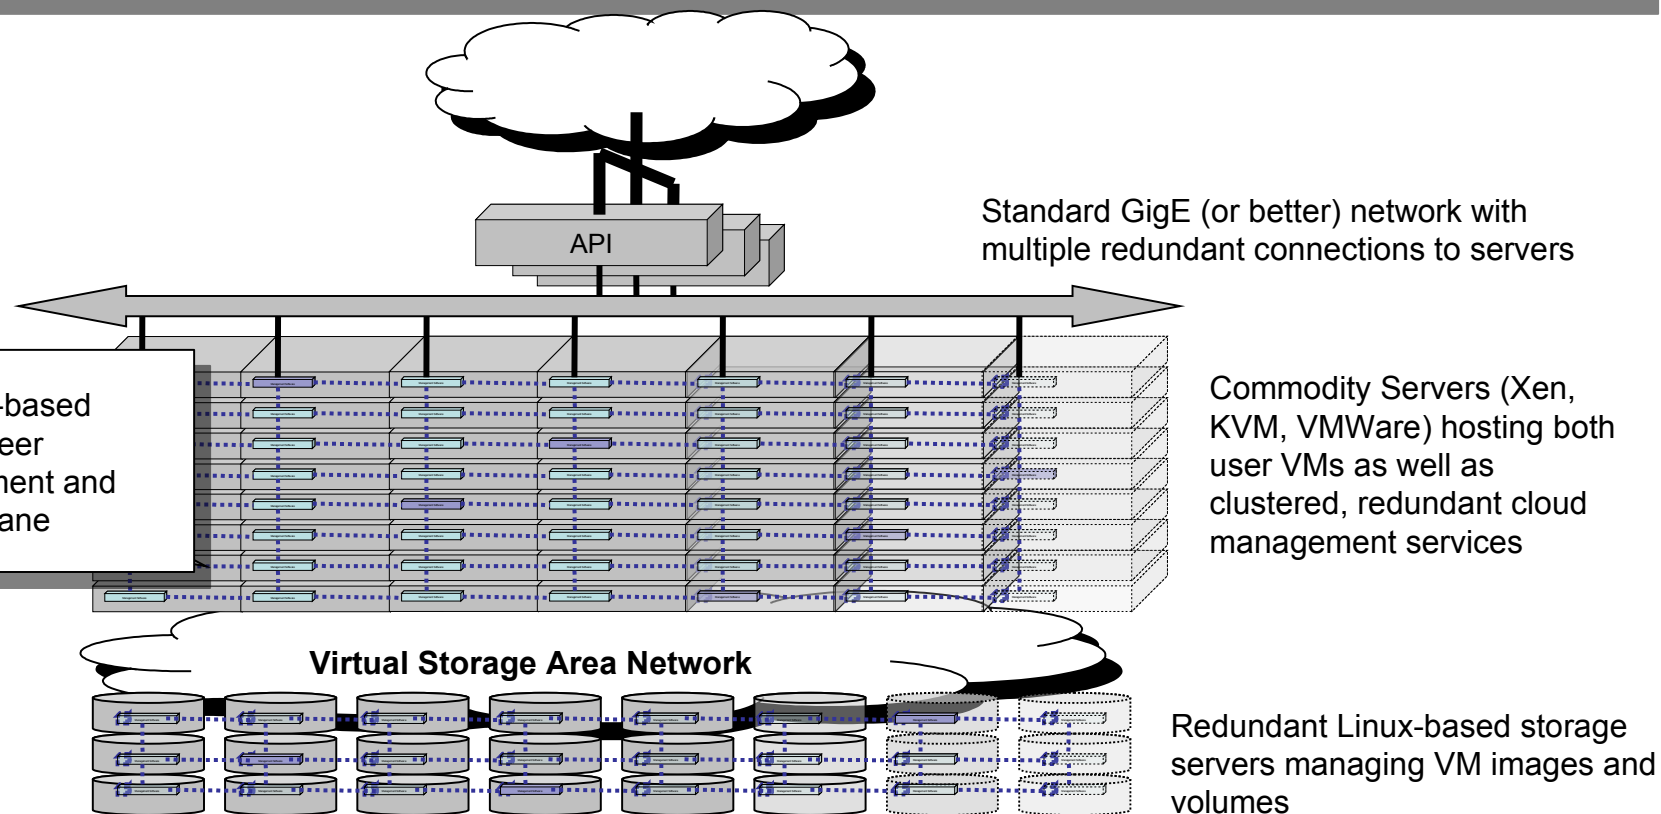 API
Standard GigE (or better) network with
multiple redundant connections to servers
-based
eer
ment and
ane
Commodity Servers (Xen,
KVM, VMWare) hosting both
user VMs as well as
clustered, redundant cloud
management services
Virtual Storage Area Network
Redundant Linux-based storage
servers managing VM images and
volumes